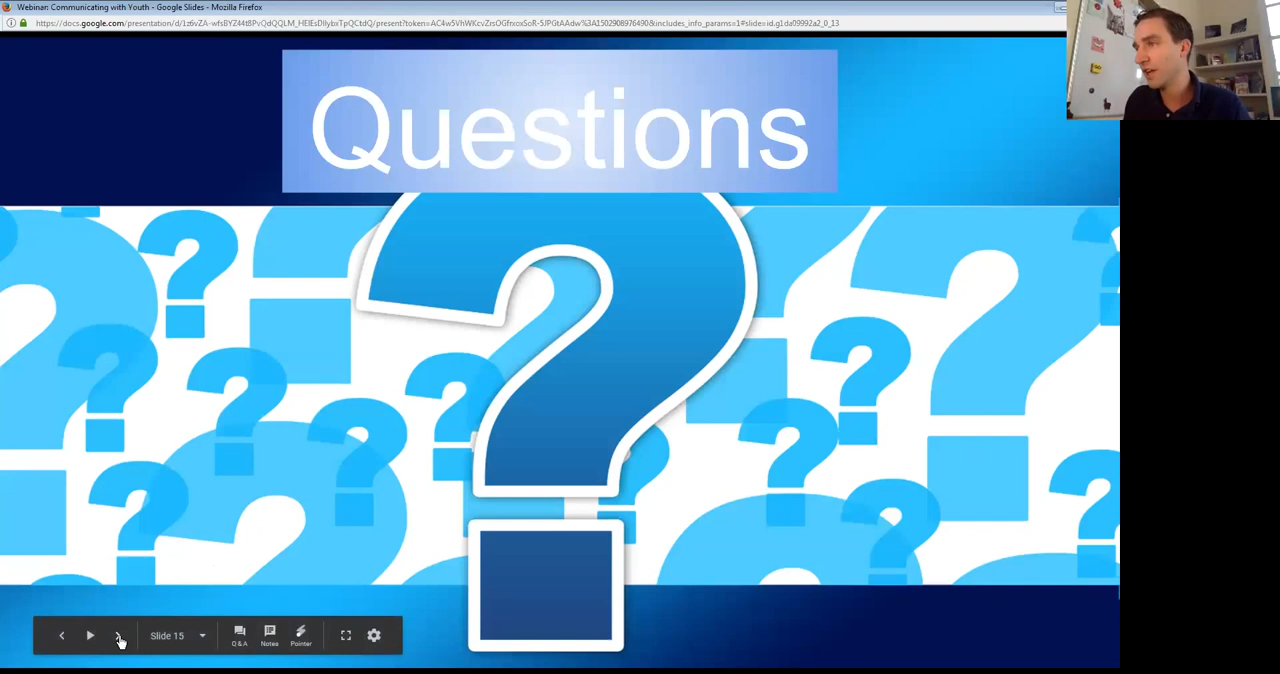 Webinar: Communicating with Youth - Google Slides - Mozilla Firefox
Questions
Slide 15
Q&A
Notes
Pointer